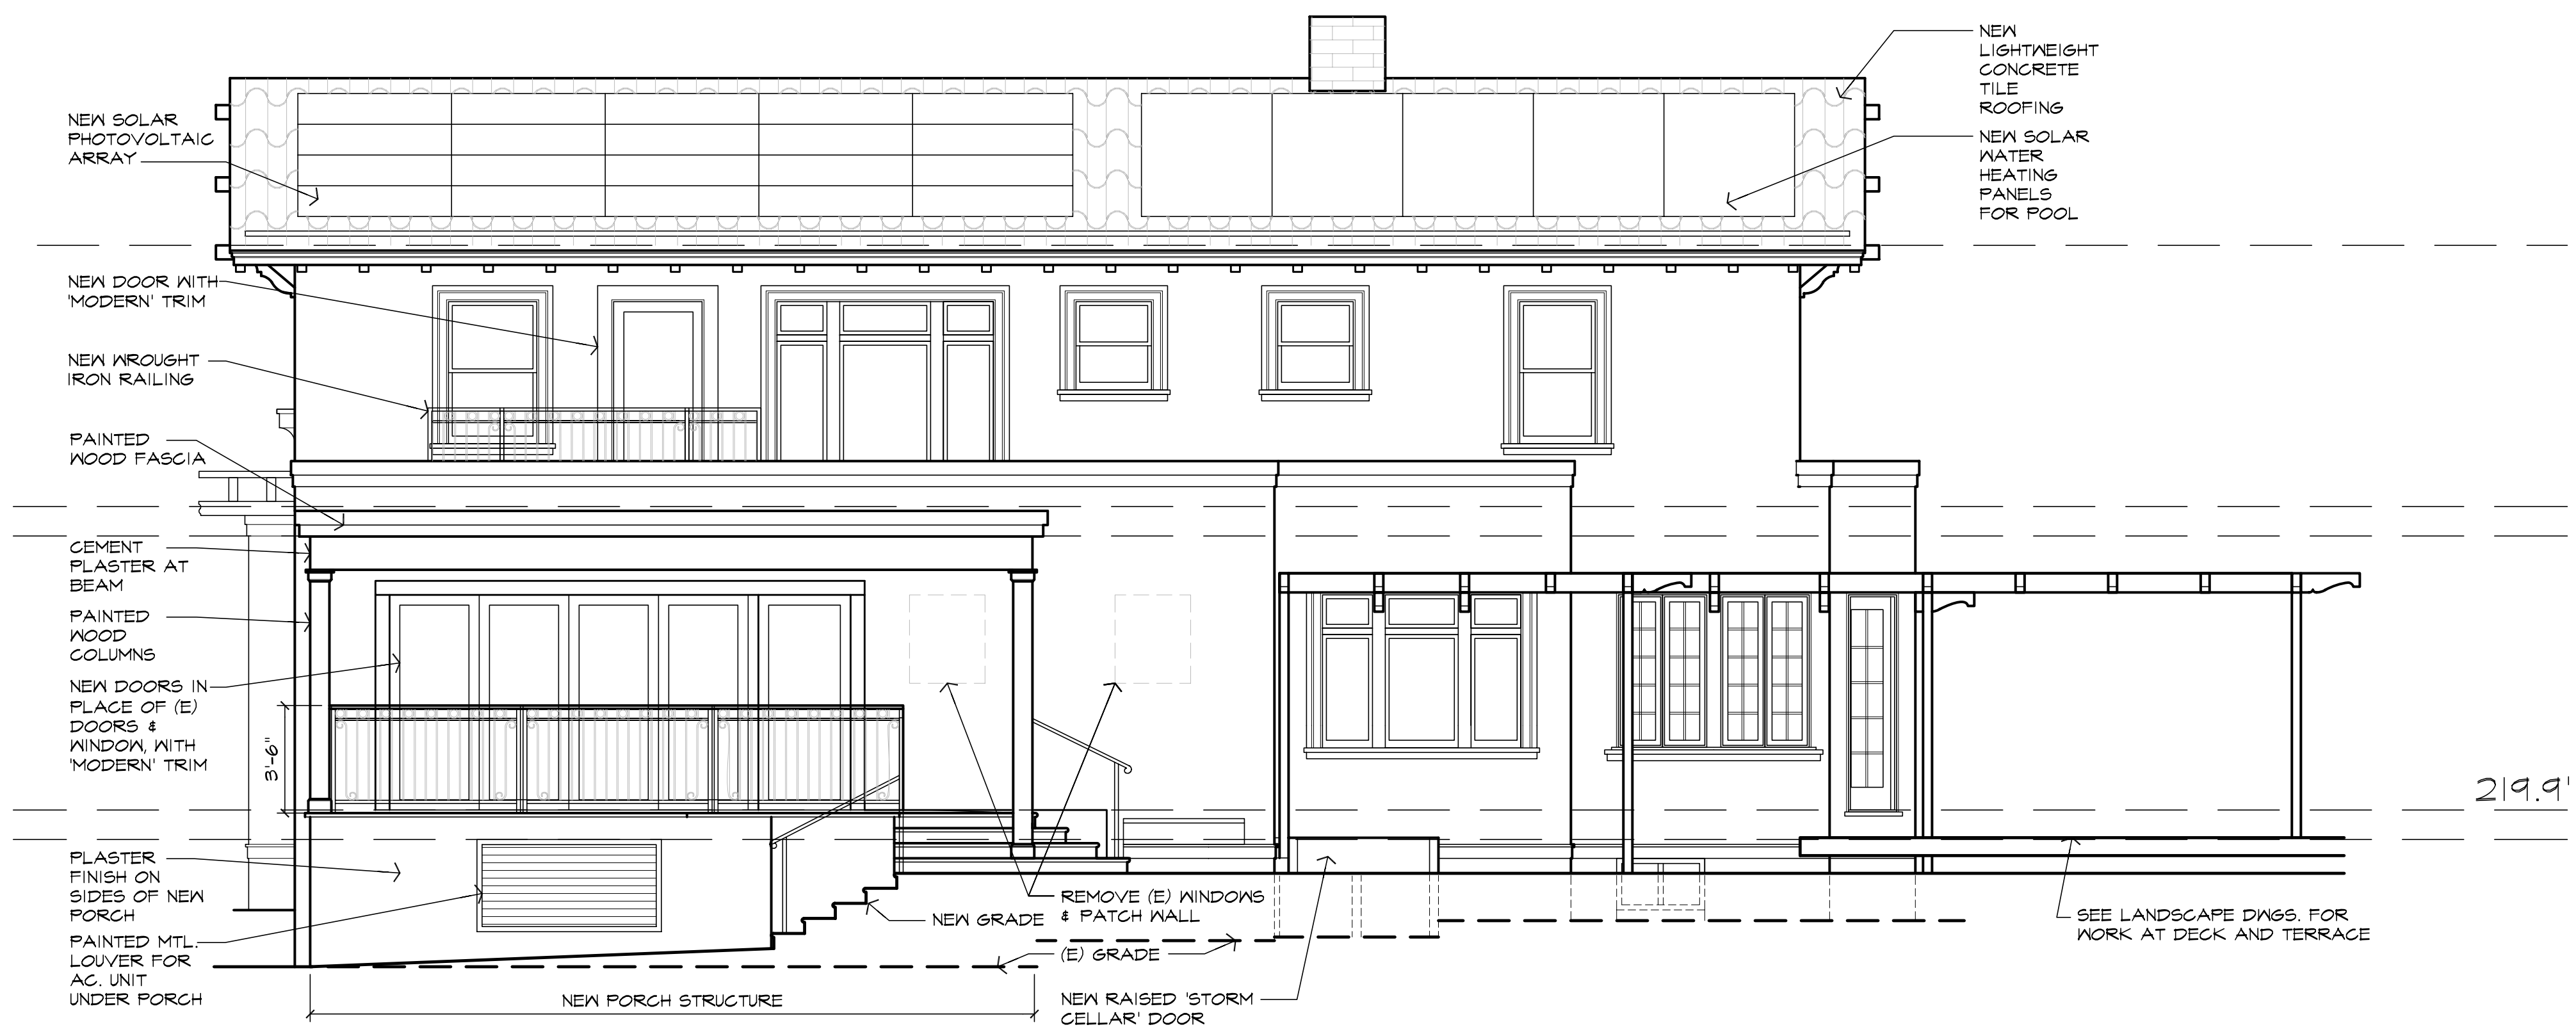 NEW SOLAR
PHOTOVOLTAIC
ARRAY
NEW DOOR WITH
'MODERN' TRIM
NEW WROUGHT
IRON RAILING
PAINTED
WOOD FASCIA
CEMENT
PLASTER AT
BEAM
PAINTED
WOOD
COLUMNS
NEW DOORS IN
PLACE OF (E)
DOORS &
WINDOW, WITH
'MODERN' TRIM
3'-6"
PLASTER
FINISH ON
SIDES OF NEW
PORCH
PAINTED MTL.
LOUVER FOR
AC. UNIT
UNDER PORCH
NEW PORCH STRUCTURE
NEW GRADE
REMOVE (E) WINDOWS
& PATCH WALL
(E) GRADE
NEW RAISED 'STORM
CELLAR' DOOR
NEW
LIGHTWEIGHT
CONCRETE
TILE
ROOFING
NEW SOLAR
WATER
HEATING
PANELS
FOR POOL
219.9'
SEE LANDSCAPE DWGS. FOR
WORK AT DECK AND TERRACE